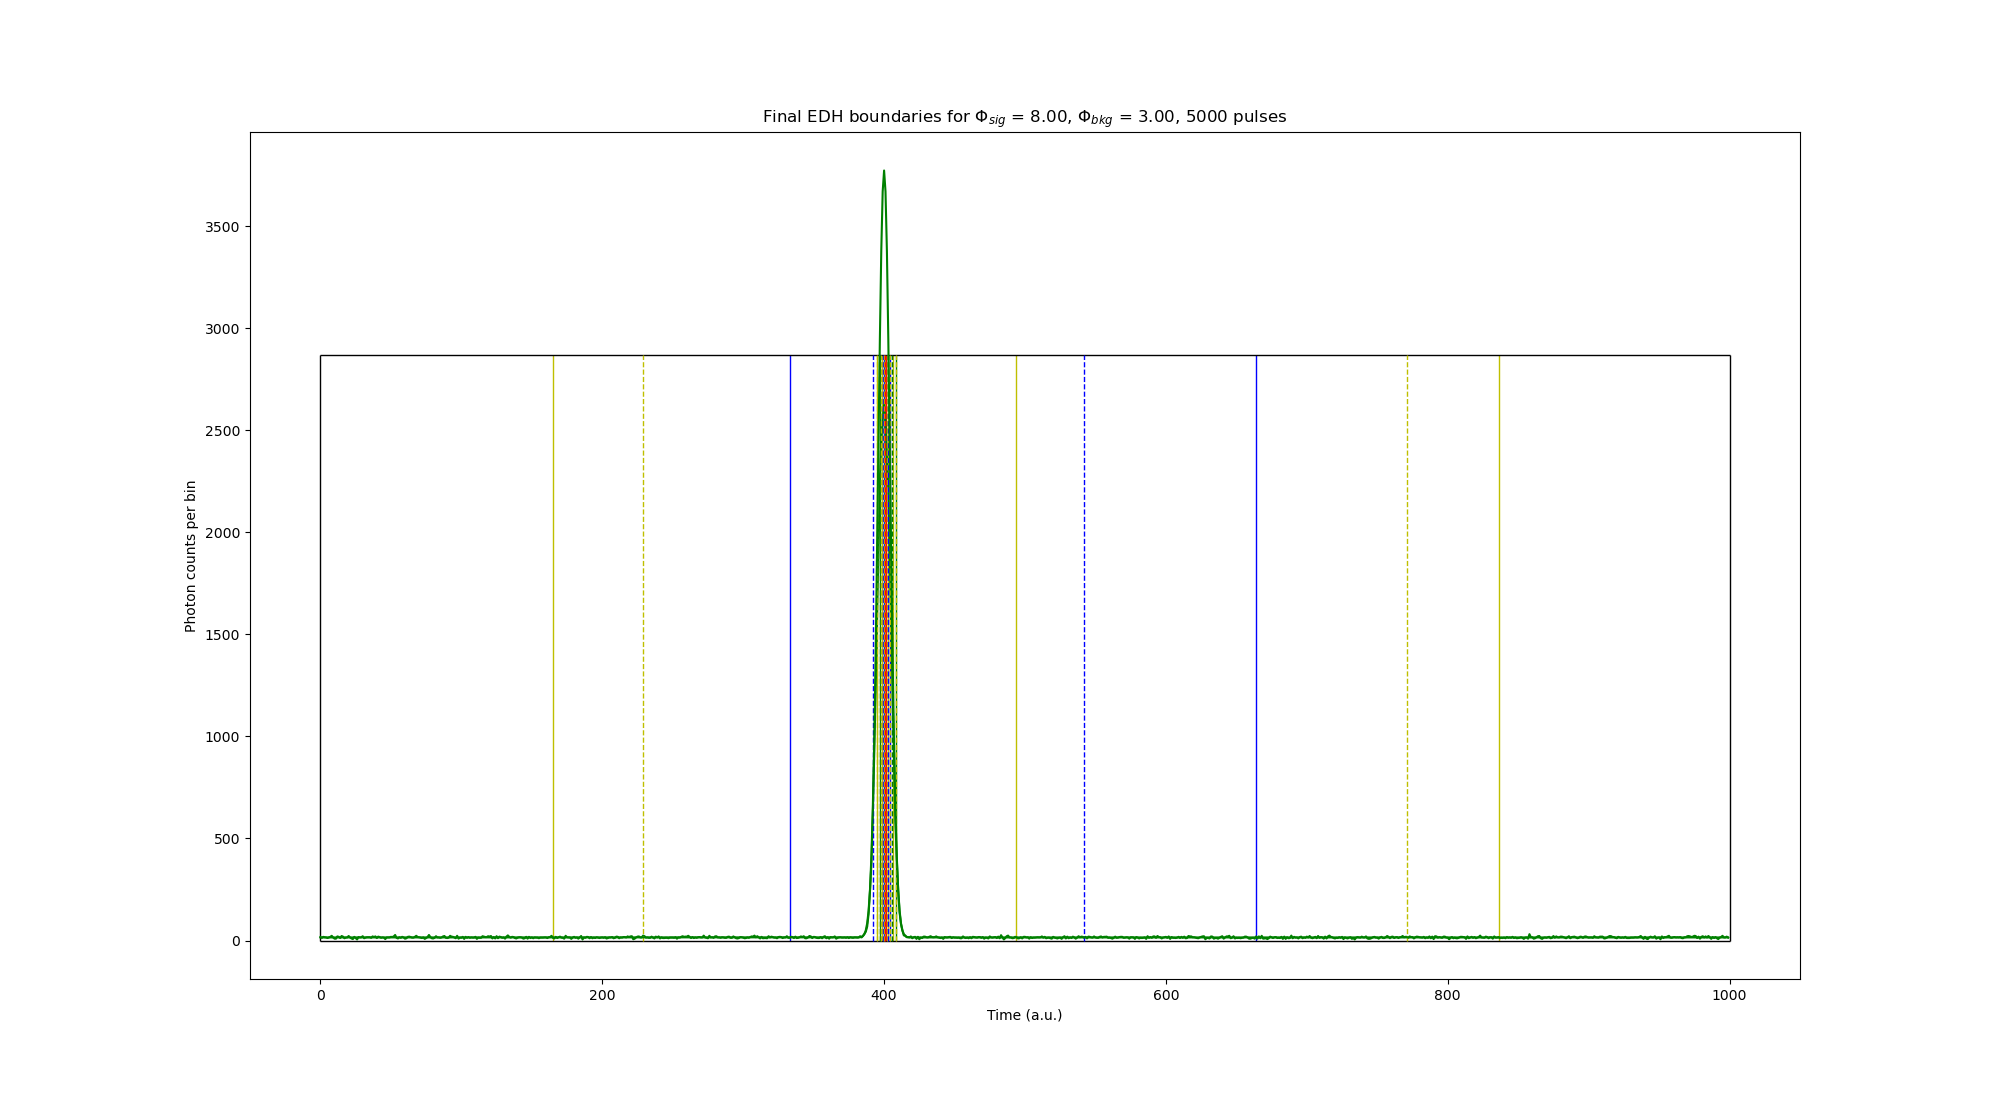 Final EDH boundaries for Φsig = 8.00, Φbkg = 3.00, 5000 pulses
Photon counts per bin
3500
3000
2500
2000
1500
1000
500
0
0 200 400 600 800 1000
Time (a.u.)